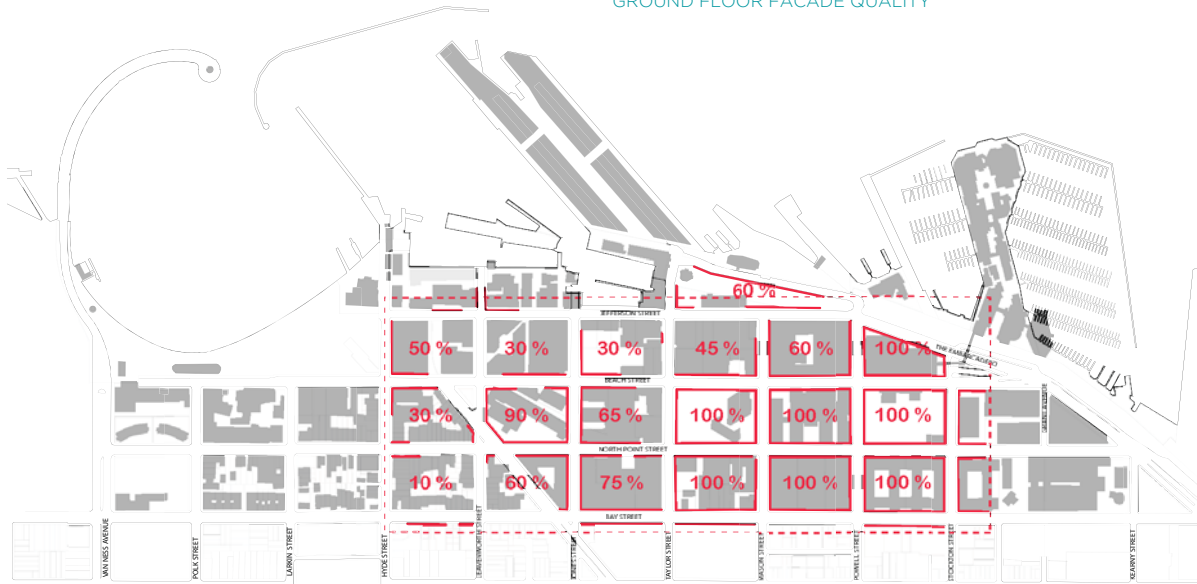 GROUND FLOOR FACADE QUALITY
60 %
JEFFERSON STREET
50 %
30 %
30 %
45 %
60 %
100 %
THE EMBARCADERO
BEACH STREET
30 %
90 %
65 %
100 %
100 %
100 %
NORTH POINT STREET
10 %
60 %
75 %
100 %
100 %
100 %
BAY STREET
VAN NESS AVENUE
POLK STREET
LARKIN STREET
HYDE STREET
LEAVENWORTH STREET
TAYLOR STREET
MASON STREET
POWELL STREET
STOCKTON STREET
KEARNY STREET